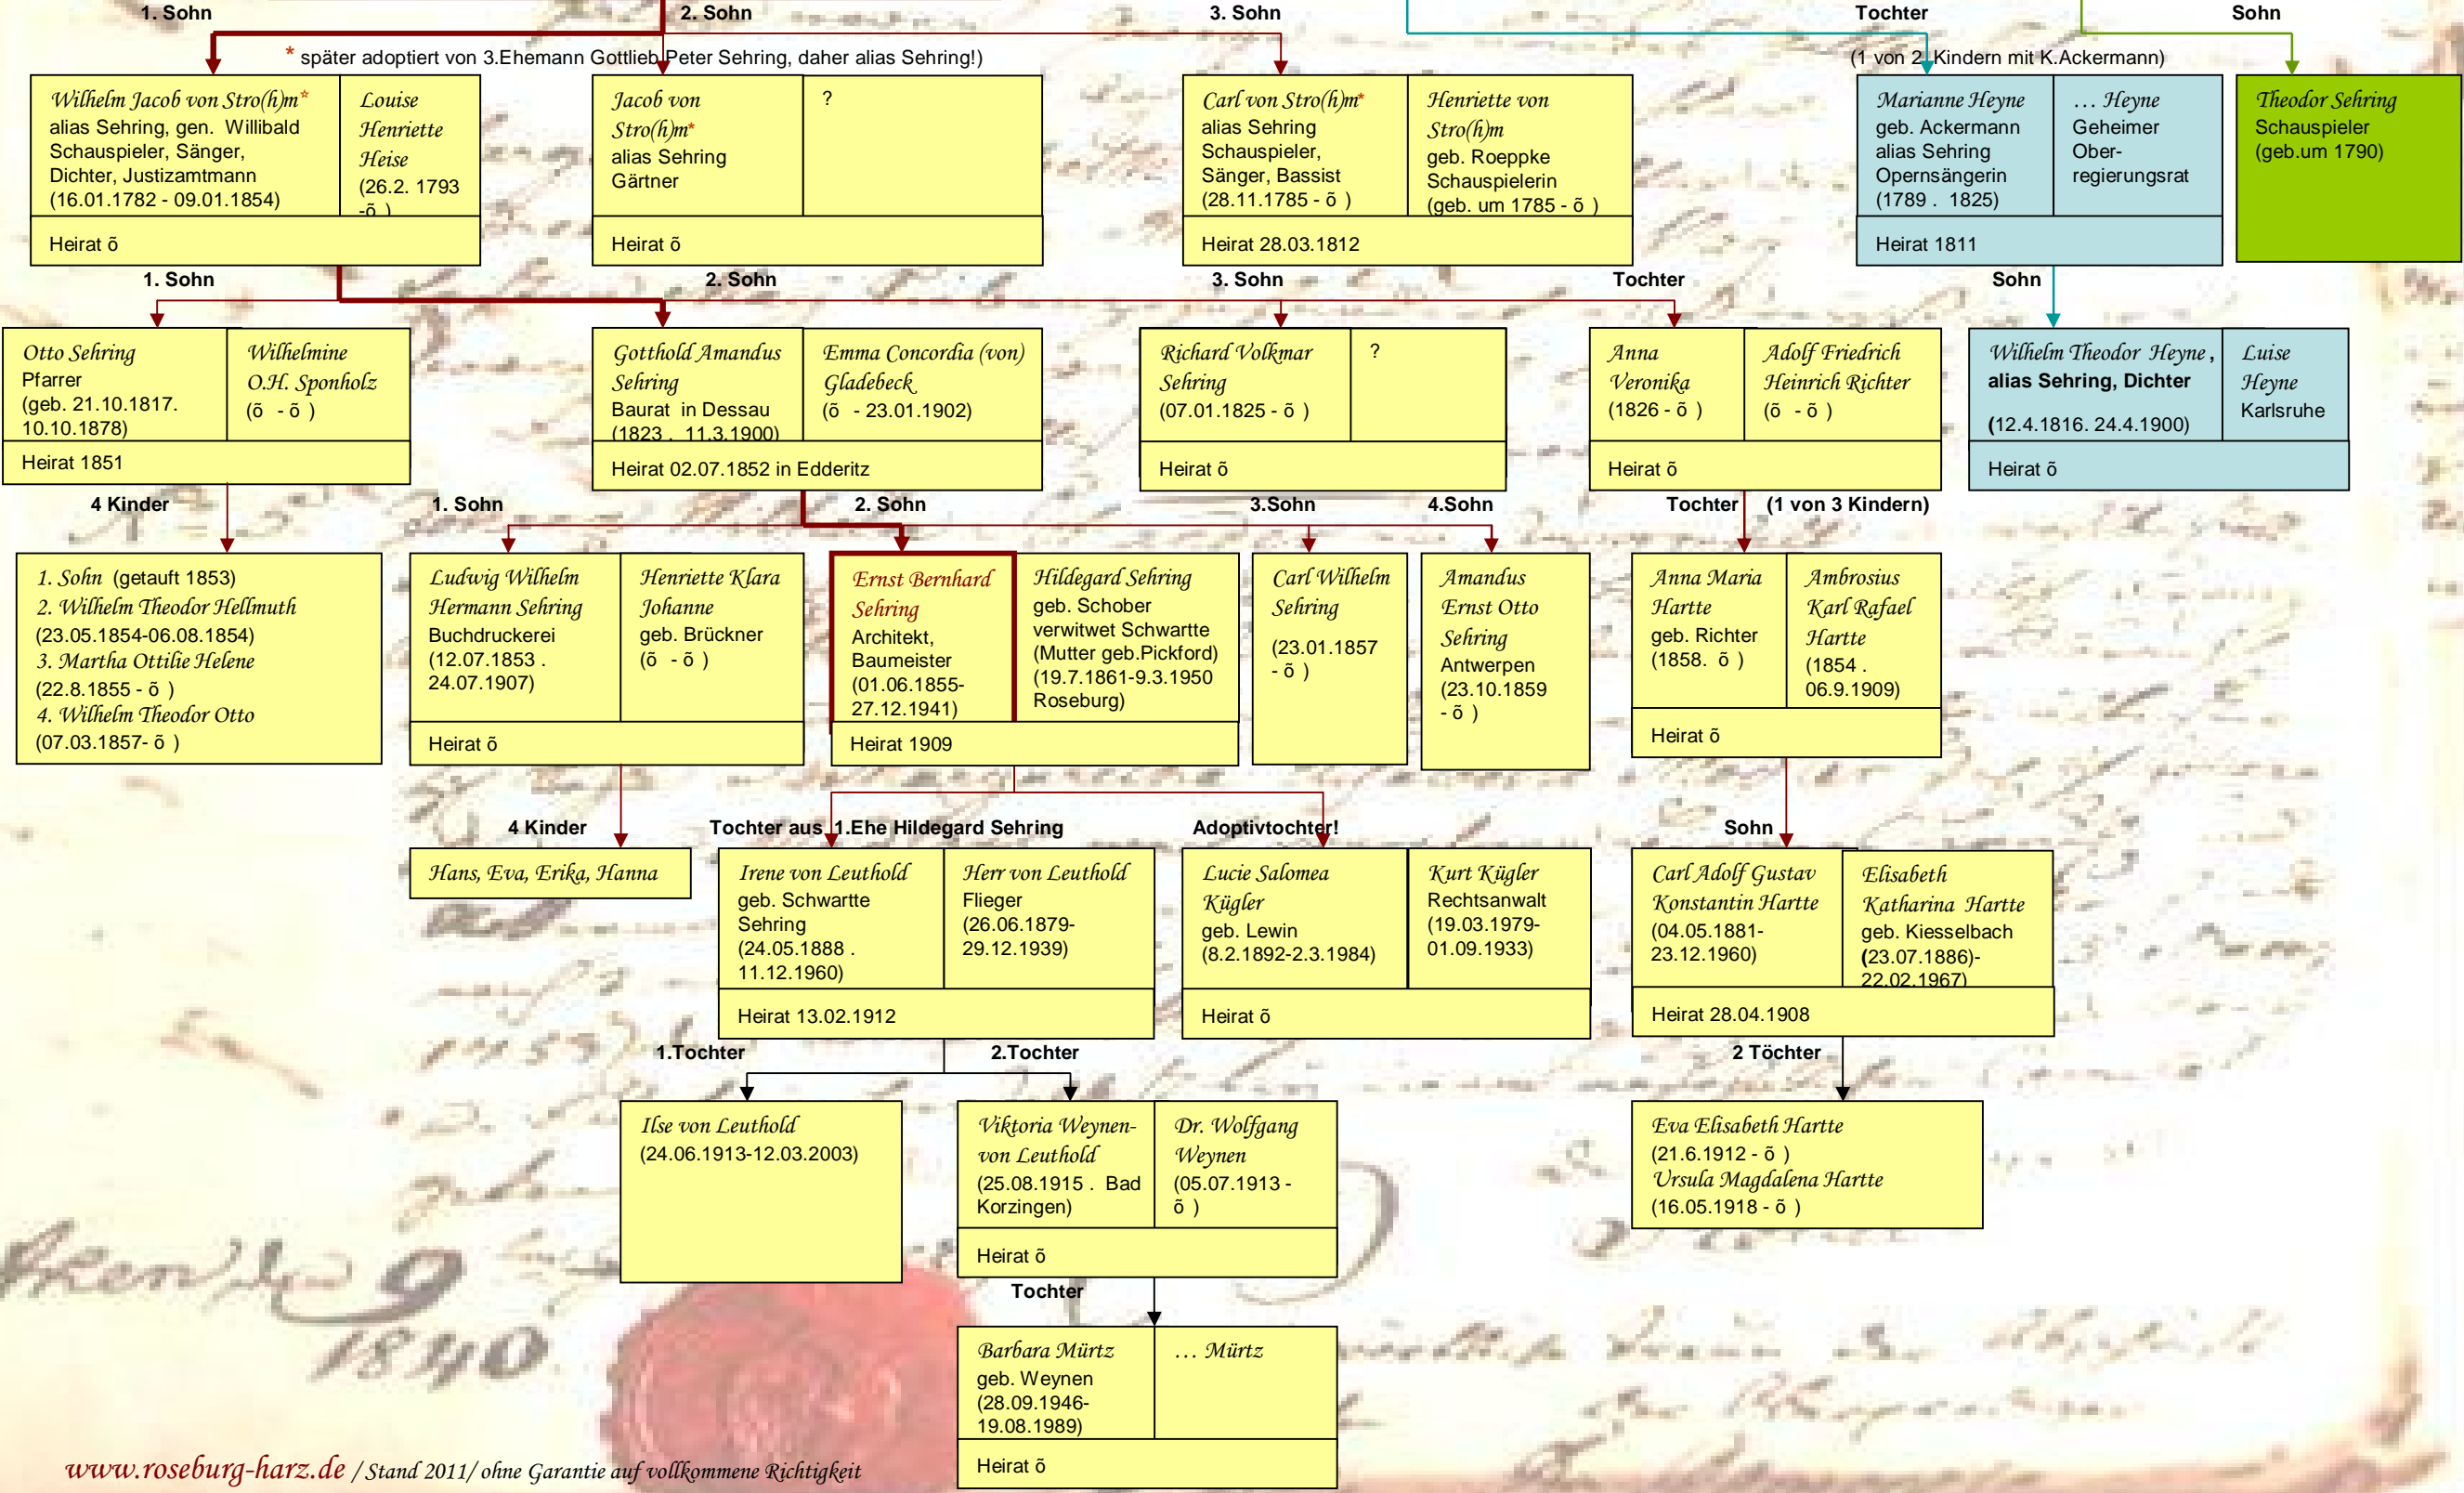 1. Sohn
2. Sohn
3. Sohn
Tochter
Sohn
* später adoptiert von 3.Ehemann Gottlieb Peter Sehring, daher alias Sehring!)
(1 von 2 Kindern mit K.Ackermann)
Wilhelm Jacob von Stro(h)m*
alias Sehring, gen. Willibald
Schauspieler, Sänger,
Dichter, Justizamtmann
(16.01.1782 - 09.01.1854)
Louise
Henriette
Heise
(26.2. 1793
-õ )
Heirat õ
Jacob von
Stro(h)m*
alias Sehring
Gärtner
?
Heirat õ
Carl von Stro(h)m*
alias Sehring
Schauspieler,
Sänger, Bassist
(28.11.1785 - õ )
Henriette von
Stro(h)m
geb. Roeppke
Schauspielerin
(geb. um 1785 - õ )
Heirat 28.03.1812
Marianne Heyne
geb. Ackermann
alias Sehring
Opernsängerin
(1789 . 1825)
… Heyne
Geheimer
Ober-
regierungsrat
Heirat 1811
Theodor Sehring
Schauspieler
(geb.um 1790)
1. Sohn
2. Sohn
3. Sohn
Tochter
Sohn
Otto Sehring
Pfarrer
(geb. 21.10.1817.
10.10.1878)
Wilhelmine
O.H. Sponholz
(õ - õ )
Heirat 1851
Gotthold Amandus
Sehring
Baurat in Dessau
(1823 . 11.3.1900)
Emma Concordia (von)
Gladebeck
(õ - 23.01.1902)
Heirat 02.07.1852 in Edderitz
Richard Volkmar
Sehring
(07.01.1825 - õ )
?
Heirat õ
Anna
Veronika
(1826 - õ )
Adolf Friedrich
Heinrich Richter
(õ - õ )
Heirat õ
Wilhelm Theodor Heyne ,
alias Sehring, Dichter
(12.4.1816. 24.4.1900)
Luise
Heyne
Karlsruhe
Heirat õ
4 Kinder
1. Sohn
2. Sohn
3.Sohn
4.Sohn
Tochter (1 von 3 Kindern)
1. Sohn (getauft 1853)
2. Wilhelm Theodor Hellmuth
(23.05.1854-06.08.1854)
3. Martha Ottilie Helene
(22.8.1855 - õ )
4. Wilhelm Theodor Otto
(07.03.1857- õ )
Ludwig Wilhelm
Hermann Sehring
Buchdruckerei
(12.07.1853 .
24.07.1907)
Henriette Klara
Johanne
geb. Brückner
(õ - õ )
Heirat õ
Ernst Bernhard
Sehring
Architekt,
Baumeister
(01.06.1855-
27.12.1941)
Hildegard Sehring
geb. Schober
verwitwet Schwartte
(Mutter geb.Pickford)
(19.7.1861-9.3.1950
Roseburg)
Heirat 1909
Carl Wilhelm
Sehring
(23.01.1857
- õ )
Amandus
Ernst Otto
Sehring
Antwerpen
(23.10.1859
- õ )
Anna Maria
Hartte
geb. Richter
(1858. õ )
Ambrosius
Karl Rafael
Hartte
(1854 .
06.9.1909)
Heirat õ
4 Kinder
Tochter aus 1.Ehe Hildegard Sehring
Adoptivtochter!
Sohn
Hans, Eva, Erika, Hanna
Irene von Leuthold
geb. Schwartte
Sehring
(24.05.1888 .
11.12.1960)
Herr von Leuthold
Flieger
(26.06.1879-
29.12.1939)
Heirat 13.02.1912
Lucie Salomea
Kügler
geb. Lewin
(8.2.1892-2.3.1984)
Kurt Kügler
Rechtsanwalt
(19.03.1979-
01.09.1933)
Heirat õ
Carl Adolf Gustav
Konstantin Hartte
(04.05.1881-
23.12.1960)
Elisabeth
Katharina Hartte
geb. Kiesselbach
(23.07.1886)-
22.02.1967)
Heirat 28.04.1908
1.Tochter
2.Tochter
2 Töchter
Ilse von Leuthold
(24.06.1913-12.03.2003)
Viktoria Weynen-
von Leuthold
(25.08.1915 . Bad
Korzingen)
Dr. Wolfgang
Weynen
(05.07.1913 -
õ )
Heirat õ
Eva Elisabeth Hartte
(21.6.1912 - õ )
Ursula Magdalena Hartte
(16.05.1918 - õ )
Tochter
Barbara Mürtz
geb. Weynen
(28.09.1946-
19.08.1989)
… Mürtz
Heirat õ
1840
www.roseburg-harz.de / Stand 2011/ ohne Garantie auf vollkommene Richtigkeit